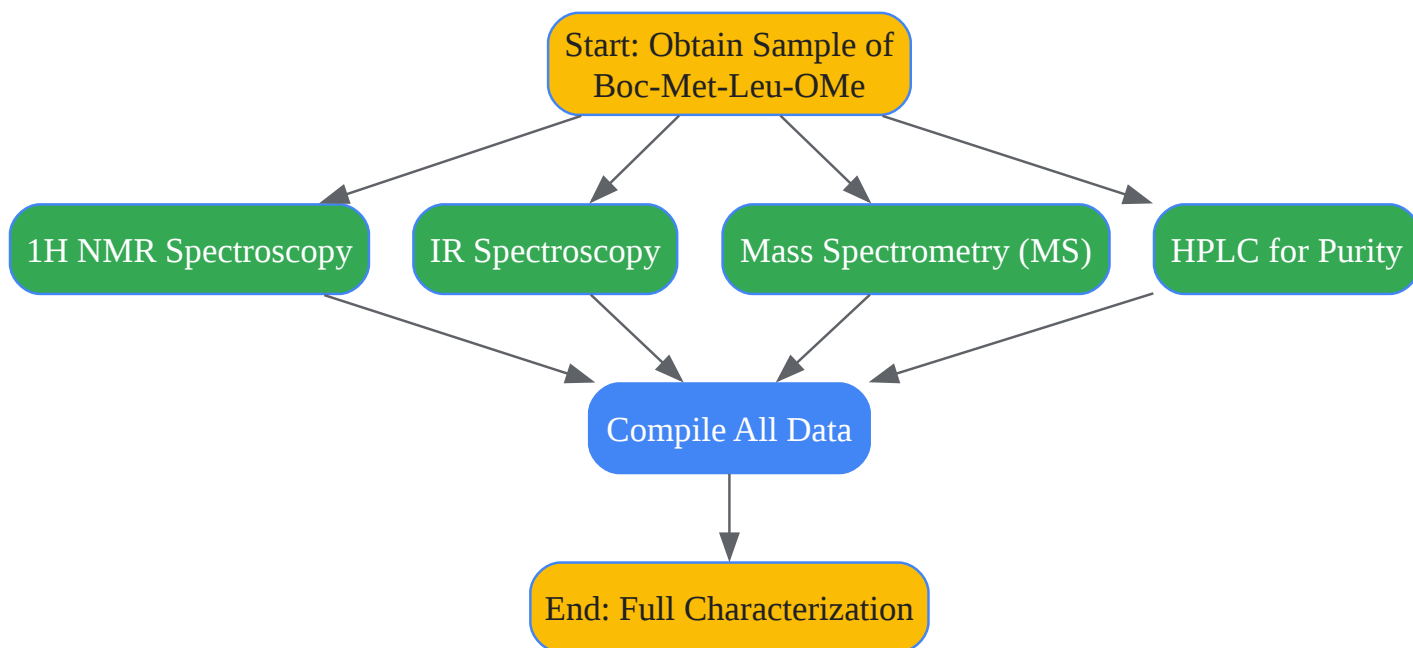 Start: Obtain Sample of
Boc-Met-Leu-OMe
1H NMR Spectroscopy
IR Spectroscopy
Mass Spectrometry (MS)
HPLC for Purity
Compile All Data
End: Full Characterization